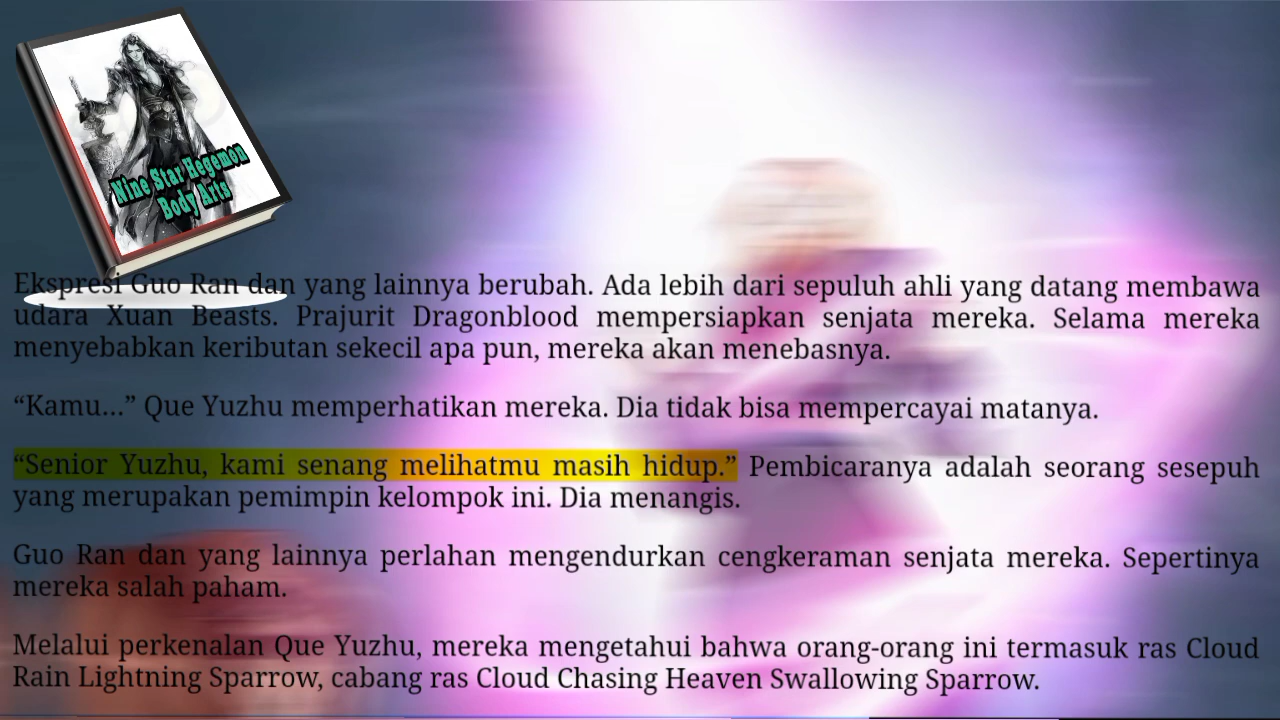 Nine Star Hegemon
Body Arts
Ekspresi Guo Ran dan yang lainnya berubah. Ada lebih dari sepuluh ahli yang datang membawa
udara Xuan Beasts. Prajurit Dragonblood mempersiapkan senjata mereka. Selama mereka
menyebabkan keributan sekecil apa pun, mereka akan menebasnya.
“Kamu...” Que Yuzhu memperhatikan mereka. Dia tidak bisa mempercayai matanya.
“Senior Yuzhu, kami senang melihatmu masih hidup.” Pembicaranya adalah seorang sesepuh
yang merupakan pemimpin kelompok ini. Dia menangis.
Guo Ran dan yang lainnya perlahan mengendurkan cengkeraman senjata mereka. Sepertinya
mereka salah paham.
Melalui perkenalan Que Yuzhu, mereka mengetahui bahwa orang-orang ini termasuk ras Cloud
Rain Lightning Sparrow, cabang ras Cloud Chasing Heaven Swallowing Sparrow.